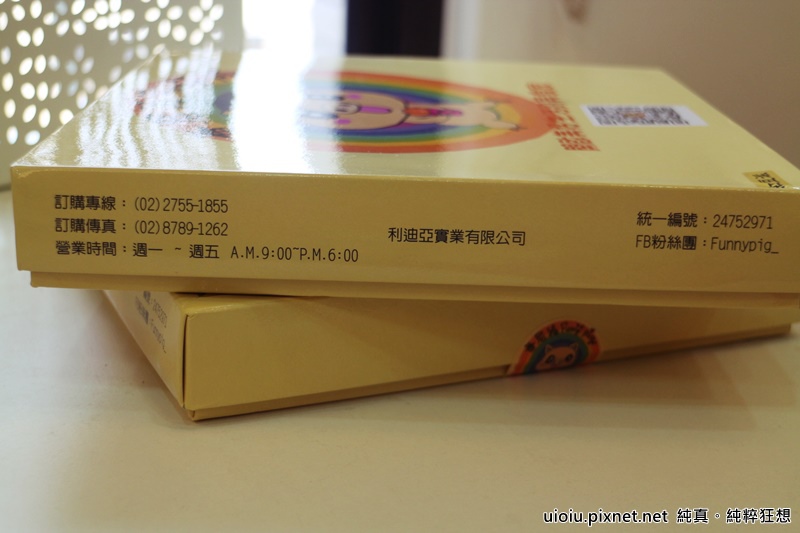 訂購專線：(02)2755-1855
訂購傳真：(02)8789-1262
營業時間：週一 ~ 週五 A.M.9:00~P.M.6:00
利迪亞實業有限公司
統一編號：24752971
FB粉絲團：Funnypig_
uioiu.pixnet.net 純真。純粹狂想